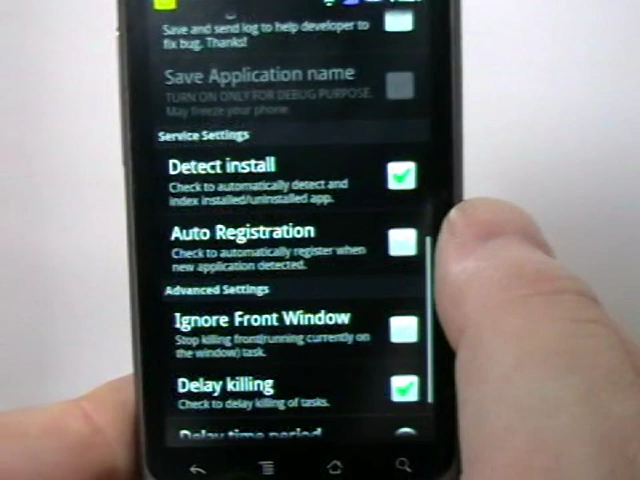 Save and send log to help developer to
fix bug. Thanks!
Save Application name
TURN ON ONLY FOR DEBUG PURPOSE.
May freeze your phone.
Service Settings
Detect install
Check to automatically detect and
index installed/uninstalled app.
Auto Registration
Check to automatically register when
new application detected.
Advanced Settings
Ignore Front Window
Stop killing front(running currently on
the window) task.
Delay killing
Check to delay killing of tasks.
Delay time period